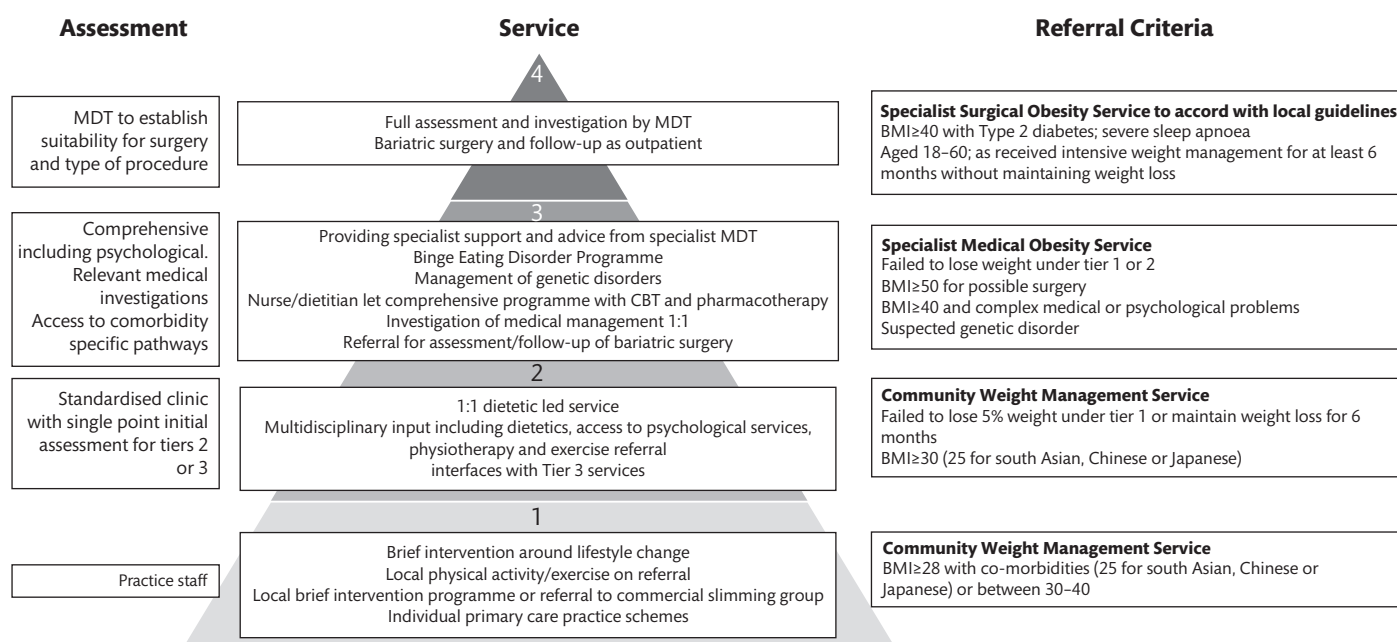 Assessment
Service
Referral Criteria
4
MDT to establish
suitability for surgery
and type of procedure
Full assessment and investigation by MDT
Bariatric surgery and follow-up as outpatient
Specialist Surgical Obesity Service to accord with local guidelines
BMI≥40 with Type 2 diabetes; severe sleep apnoea
Aged 18–60; as received intensive weight management for at least 6
months without maintaining weight loss
3
Comprehensive
including psychological.
Relevant medical
investigations
Access to comorbidity
specific pathways
Providing specialist support and advice from specialist MDT
Binge Eating Disorder Programme
Management of genetic disorders
Nurse/dietitian let comprehensive programme with CBT and pharmacotherapy
Investigation of medical management 1:1
Referral for assessment/follow-up of bariatric surgery
Specialist Medical Obesity Service
Failed to lose weight under tier 1 or 2
BMI≥50 for possible surgery
BMI≥40 and complex medical or psychological problems
Suspected genetic disorder
2
Standardised clinic
with single point initial
assessment for tiers 2
or 3
1:1 dietetic led service
Multidisciplinary input including dietetics, access to psychological services,
physiotherapy and exercise referral
interfaces with Tier 3 services
Community Weight Management Service
Failed to lose 5% weight under tier 1 or maintain weight loss for 6
months
BMI≥30 (25 for south Asian, Chinese or Japanese)
1
Practice staff
Brief intervention around lifestyle change
Local physical activity/exercise on referral
Local brief intervention programme or referral to commercial slimming group
Individual primary care practice schemes
Community Weight Management Service
BMI≥28 with co-morbidities (25 for south Asian, Chinese or
Japanese) or between 30–40